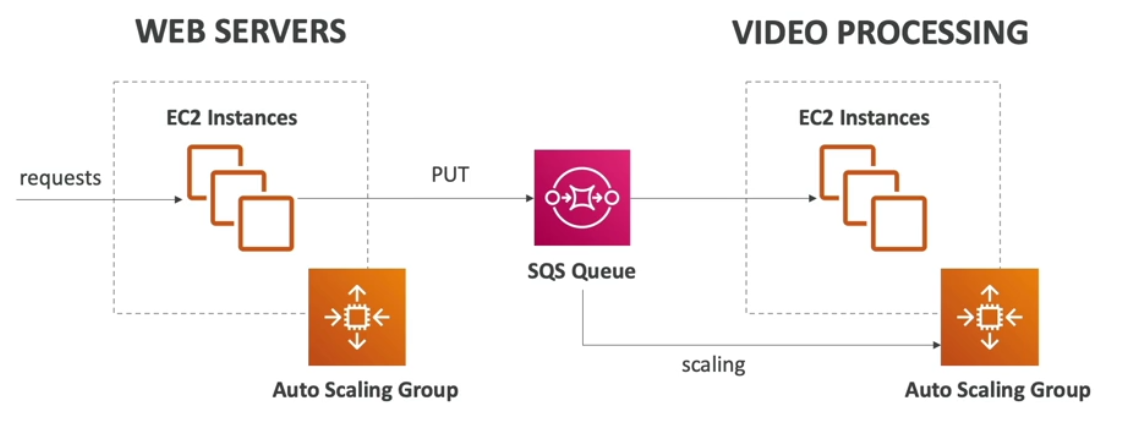 WEB SERVERS
VIDEO PROCESSING
EC2 Instances
EC2 Instances
requests
PUT
SQS Queue
scaling
Auto Scaling Group
Auto Scaling Group